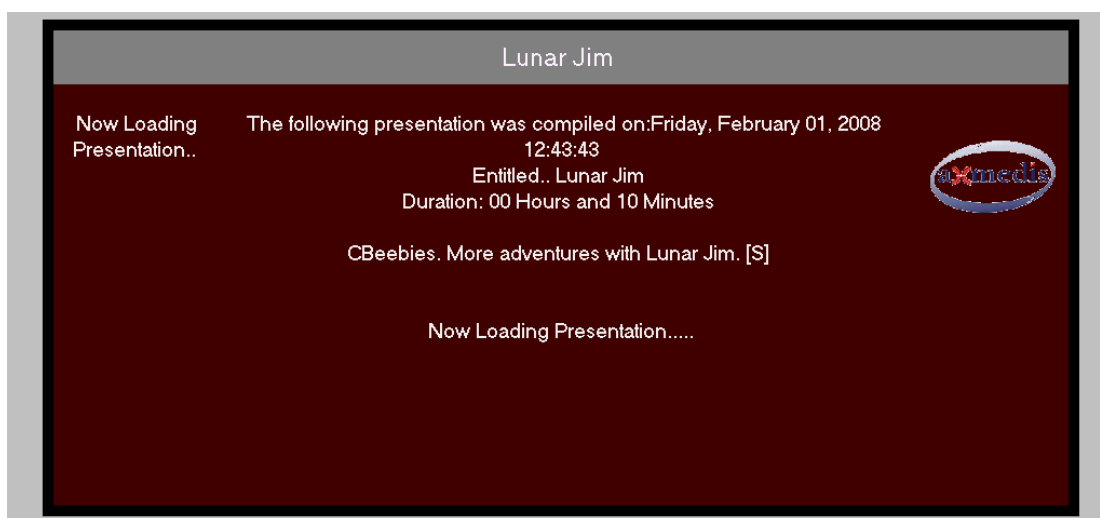 Lunar Jim
Now Loading
Presentation..
The following presentation was compiled on:Friday, February 01, 2008
12:43:43
Entitled.. Lunar Jim
Duration: 00 Hours and 10 Minutes
CBeebies. More adventures with Lunar Jim. [S]
Now Loading Presentation.....
axmedis